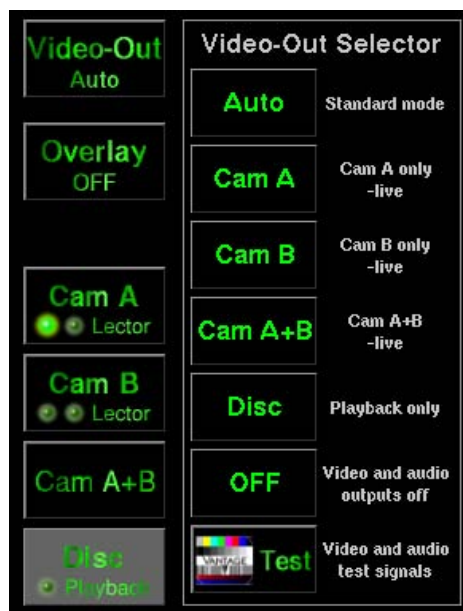 Video-Out
Auto
Overlay
OFF
Cam A
Lector
Cam B
Lector
Cam A+B
Disc
Playback
Video-Out Selector
Auto
Standard mode
Cam A
Cam A only
-live
Cam B
Cam B only
-live
Cam A+B
Cam A+B
-live
Disc
Playback only
OFF
Video and audio
outputs off
VANTAGE
Test
Video and audio
test signals